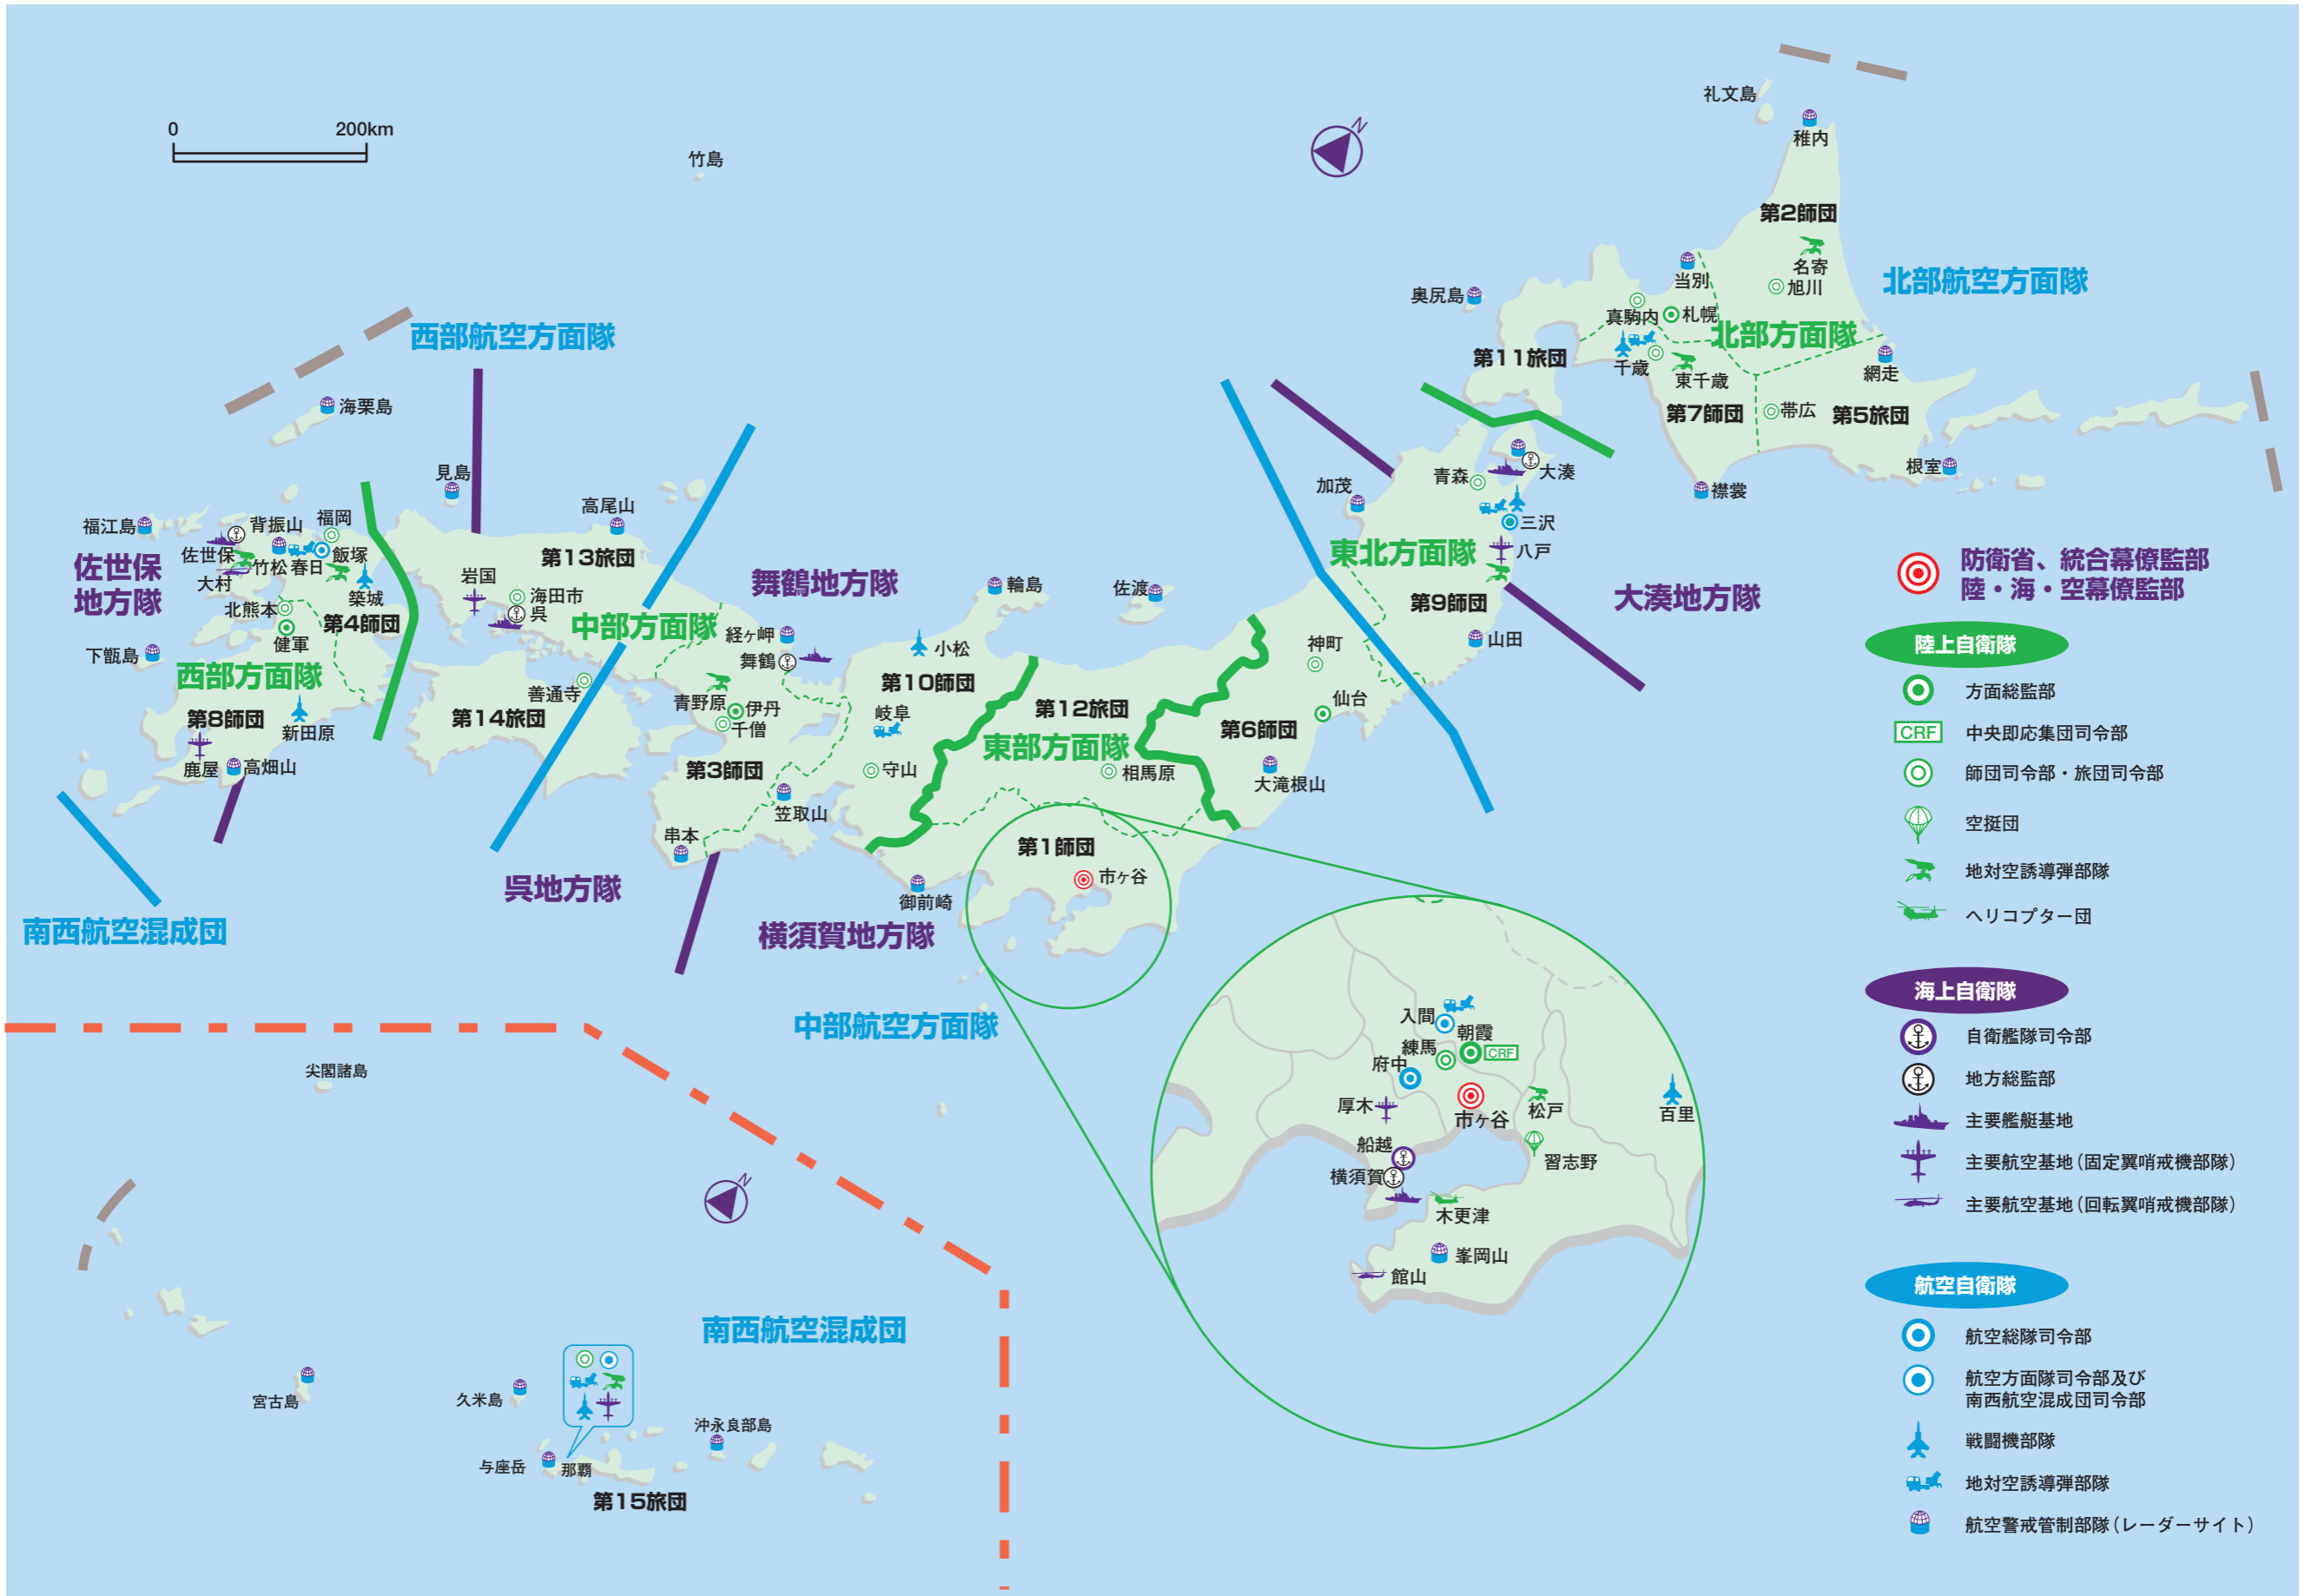 0 200km
竹島
N
礼文島
稚内
第2師団
名寄
旭川
当別
北部航空方面隊
奥尻島
真駒内
札幌
北部方面隊
第11旅団
千歳
東千歳
網走
第7師団
帯広
第5旅団
根室
襟裳
西部航空方面隊
海栗島
見島
高尾山
福江島
背振山
福岡
佐世保
竹松
春日
飯塚
大村
築城
佐世保
地方隊
北熊本
第4師団
健軍
下甑島
西部方面隊
第8師団
新田原
鹿屋
高畑山
南西航空混成団
第13旅団
岩国
海田市
呉
中部方面隊
善通寺
第14旅団
呉地方隊
舞鶴地方隊
経ヶ岬
舞鶴
青野原
伊丹
千僧
第3師団
笠取山
串本
輪島
小松
第10師団
岐阜
守山
佐渡
第12旅団
東部方面隊
相馬原
第1師団
市ヶ谷
御前崎
横須賀地方隊
中部航空方面隊
加茂
青森
大湊
三沢
八戸
東北方面隊
第9師団
大湊地方隊
山田
神町
仙台
第6師団
大滝根山
入間
朝霞
CRF
練馬
府中
市ヶ谷
松戸
百里
厚木
船越
横須賀
習志野
木更津
峯岡山
館山
尖閣諸島
N
南西航空混成団
宮古島
久米島
与座岳
那覇
沖永良部島
第15旅団
防衛省、統合幕僚監部
陸・海・空幕僚監部
陸上自衛隊
方面総監部
CRF 中央即応集団司令部
師団司令部・旅団司令部
空挺団
地対空誘導弾部隊
ヘリコプター団
海上自衛隊
自衛艦隊司令部
地方総監部
主要艦艇基地
主要航空基地（固定翼哨戒機部隊）
主要航空基地（回転翼哨戒機部隊）
航空自衛隊
航空総隊司令部
航空方面隊司令部及び
南西航空混成団司令部
戦闘機部隊
地対空誘導弾部隊
航空警戒管制部隊（レーダーサイト）